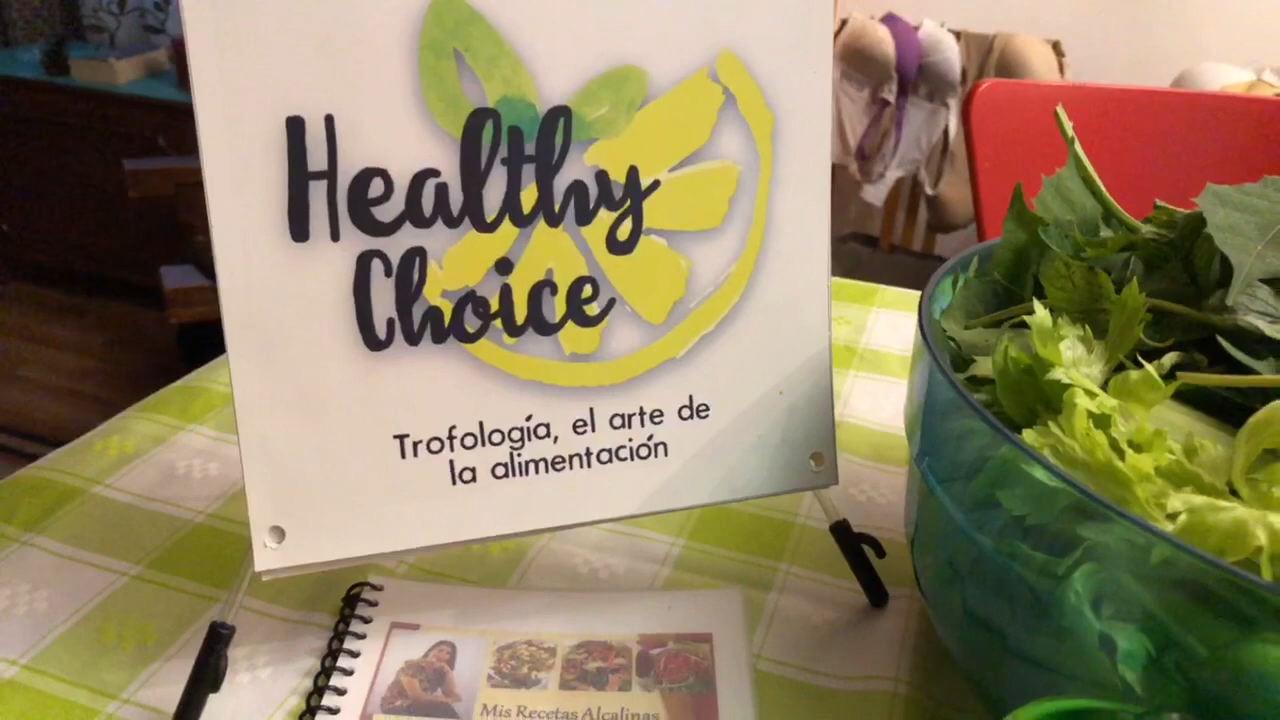 Healthy
Choice
Trofología, el arte de
la alimentación
Mis Recetas Alcalinas